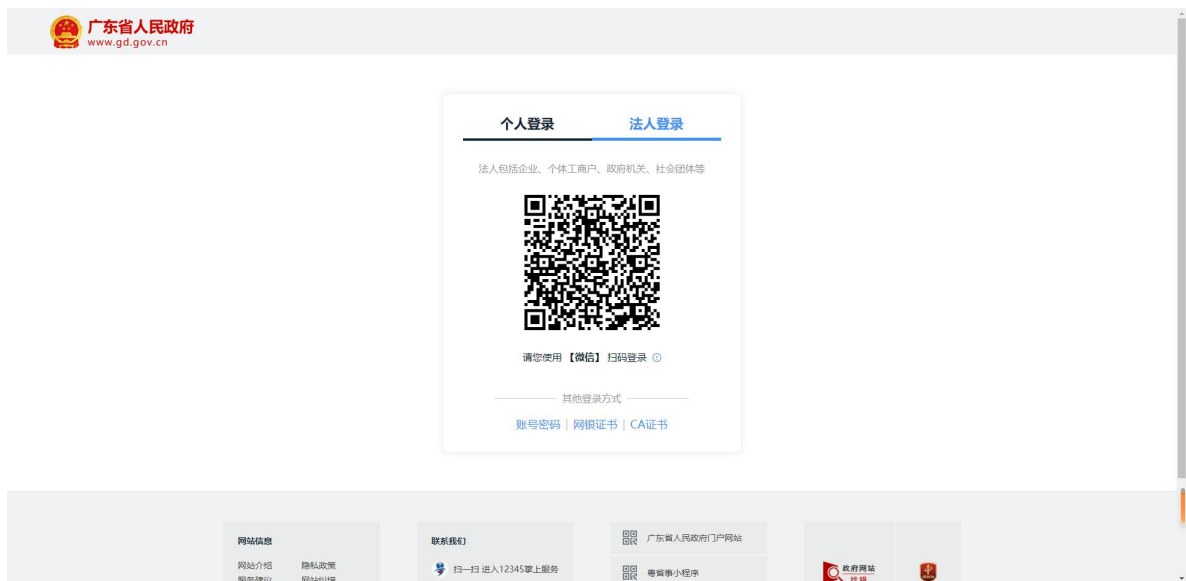 广东省人民政府
www.gd.gov.cn
个人登录 法人登录
法人包括企业、个体工商户、政府机关、社会团体等
请您使用【微信】扫码登录
其他登录方式
账号密码 | 网银证书 | CA证书
网站信息
网站介绍 隐私政策
联系我们
扫一扫 进入12345掌上服务
广东省人民政府门户网站
粤省事小程序
政府网站
找错